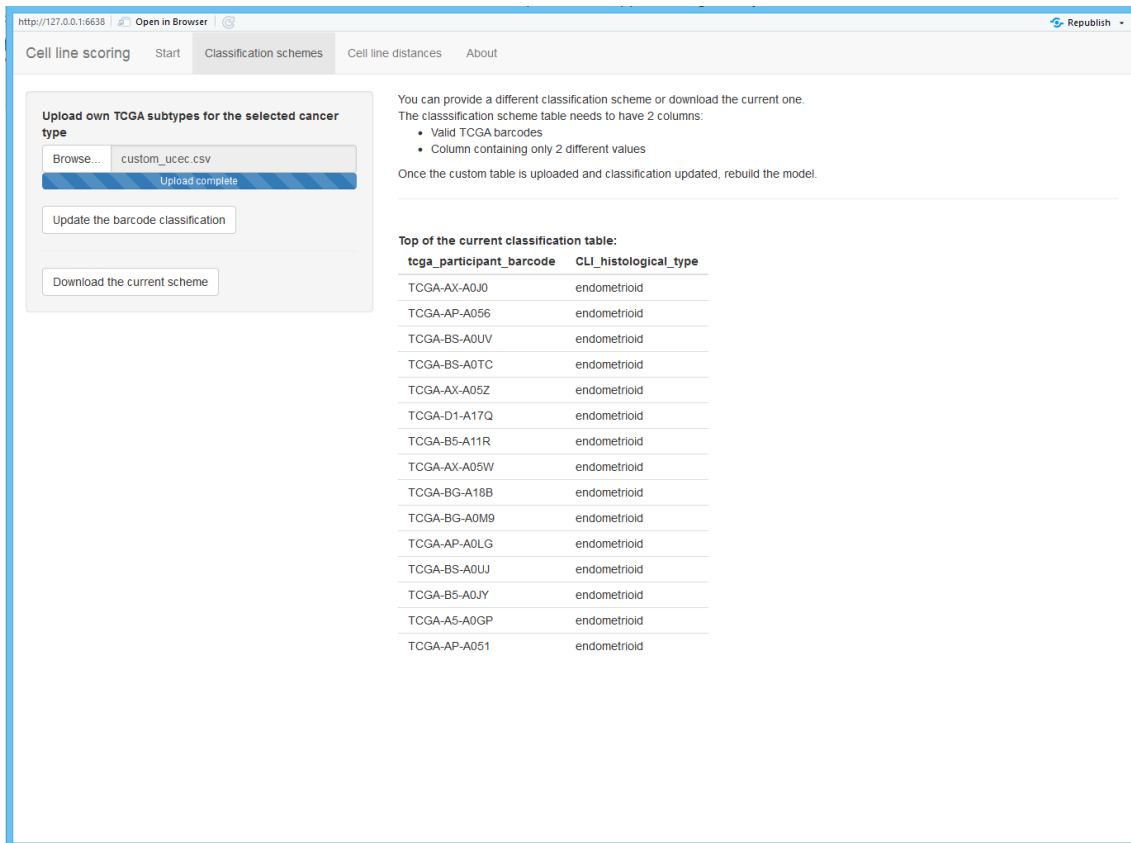 http://127.0.0.1:6638 Open in Browser Republish
Cell line scoring Start Classification schemes Cell line distances About
Upload own TCGA subtypes for the selected cancer
type
Browse... custom_ucec.csv
Upload complete
Update the barcode classification
Download the current scheme
You can provide a different classification scheme or download the current one.
The classsification scheme table needs to have 2 columns:
• Valid TCGA barcodes
• Column containing only 2 different values
Once the custom table is uploaded and classification updated, rebuild the model.
Top of the current classification table:
tcga_participant_barcode CLI_histological_type
TCGA-AX-A0J0 endometrioid
TCGA-AP-A056 endometrioid
TCGA-BS-A0UV endometrioid
TCGA-BS-A0TC endometrioid
TCGA-AX-A05Z endometrioid
TCGA-D1-A17Q endometrioid
TCGA-B5-A11R endometrioid
TCGA-AX-A05W endometrioid
TCGA-BG-A18B endometrioid
TCGA-BG-A0M9 endometrioid
TCGA-AP-A0LG endometrioid
TCGA-BS-A0UJ endometrioid
TCGA-B5-A0JY endometrioid
TCGA-A5-A0GP endometrioid
TCGA-AP-A051 endometrioid